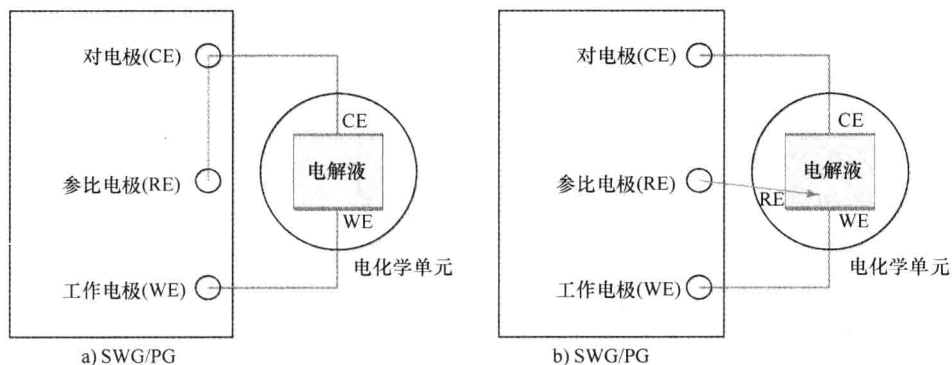 对电极(CE)
CE
电解液
参比电极(RE)
WE
电化学单元
工作电极(WE)
a) SWG/PG
对电极(CE)
CE
电解液
参比电极(RE)
RE
WE
电化学单元
工作电极(WE)
b) SWG/PG